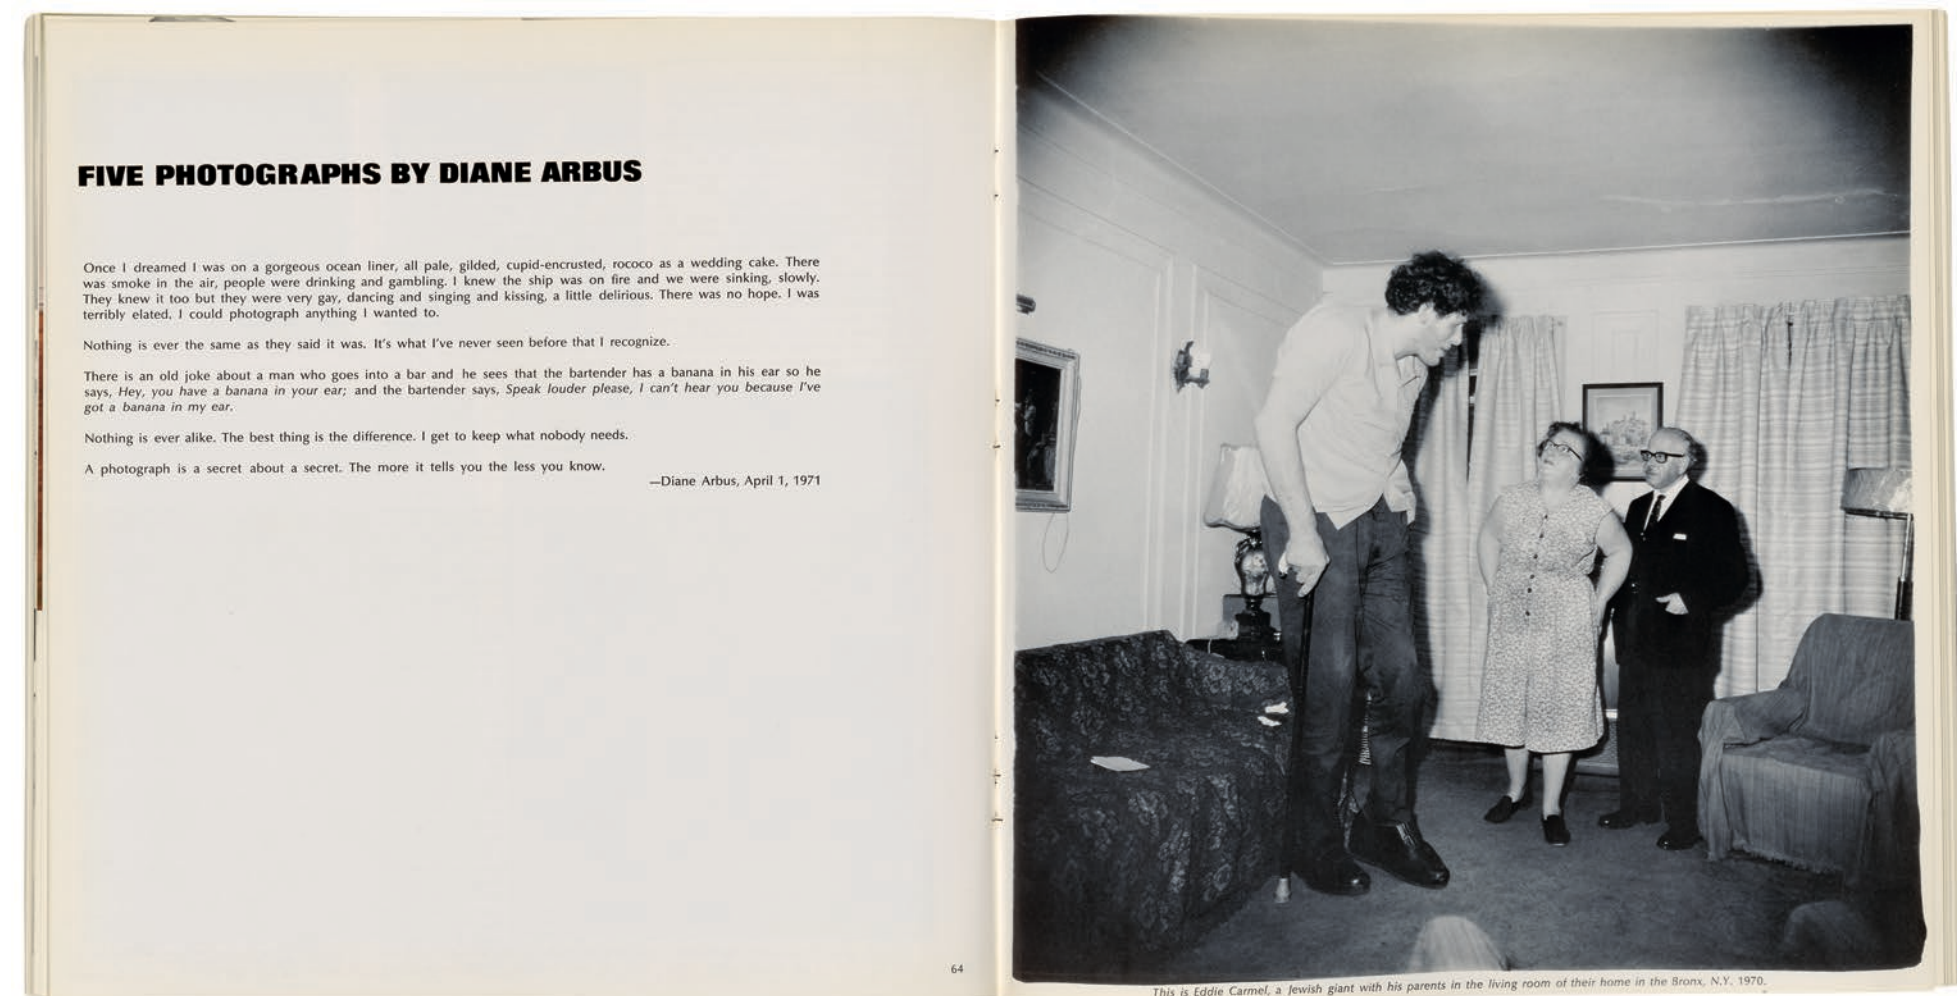 FIVE PHOTOGRAPHS BY DIANE ARBUS
Once I dreamed I was on a gorgeous ocean liner, all pale, gilded, cupid-encrusted, rococo as a wedding cake. There
was smoke in the air, people were drinking and gambling. I knew the ship was on fire and we were sinking, slowly.
They knew it too but they were very gay, dancing and singing and kissing, a little delirious. There was no hope. I was
terribly elated. I could photograph anything I wanted to.
Nothing is ever the same as they said it was. It's what I've never seen before that I recognize.
There is an old joke about a man who goes into a bar and he sees that the bartender has a banana in his ear so he
says, Hey, you have a banana in your ear; and the bartender says, Speak louder please, I can't hear you because I've
got a banana in my ear.
Nothing is ever alike. The best thing is the difference. I get to keep what nobody needs.
A photograph is a secret about a secret. The more it tells you the less you know.
—Diane Arbus, April 1, 1971
64
This is Eddie Carmel, a Jewish giant with his parents in the living room of their home in the Bronx, N.Y. 1970.